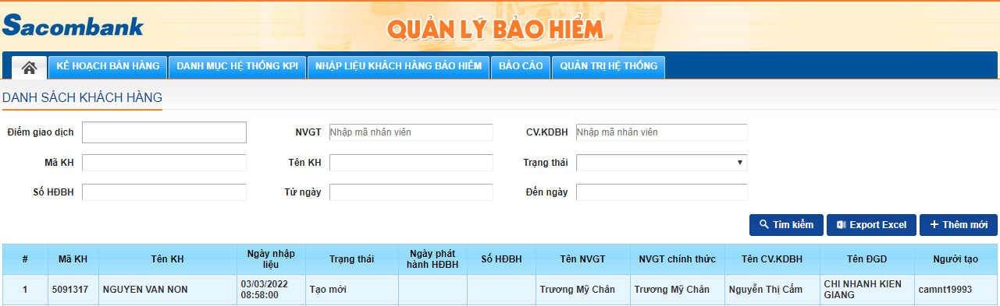 Sacombank
QUẢN LÝ BẢO HIỂM
KẾ HOẠCH BÁN HÀNG DANH MỤC HỆ THỐNG KPI NHẬP LIỆU KHÁCH HÀNG BẢO HIỂM BÁO CÁO QUẢN TRỊ HỆ THỐNG
DANH SÁCH KHÁCH HÀNG
Điểm giao dịch NVGT Nhập mã nhân viên CV.KDBH Nhập mã nhân viên
Mã KH Tên KH Trạng thái
Số HĐBH Từ ngày Đến ngày
Tìm kiếm Export Excel Thêm mới
# Mã KH Tên KH Ngày nhập liệu Trạng thái Ngày phát hành HĐBH Số HĐBH Tên NVGT NVGT chính thức Tên CV.KDBH Tên ĐGD Người tạo
1 5091317 NGUYEN VAN NON 03/03/2022 08:58:00 Tạo mới Trương Mỹ Chân Trương Mỹ Chân Nguyễn Thị Cẩm CHI NHANH KIEN GIANG camnt19993